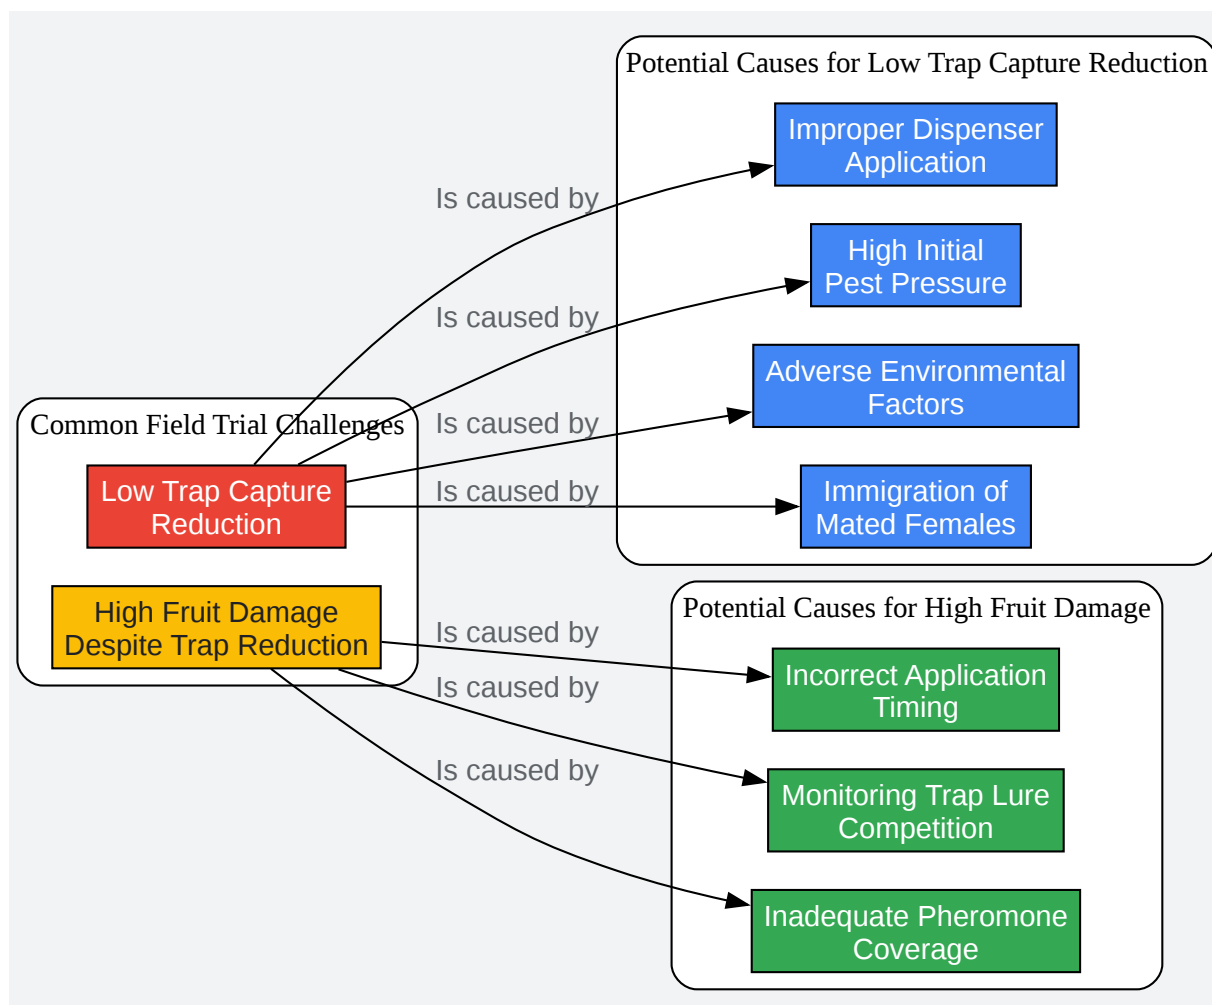 Potential Causes for Low Trap Capture Reduction
Improper Dispenser
Application
Is caused by
High Initial
Pest Pressure
Is caused by
Adverse Environmental
Factors
Is caused by
Immigration of
Mated Females
Is caused by
Common Field Trial Challenges
Low Trap Capture
Reduction
High Fruit Damage
Despite Trap Reduction
Potential Causes for High Fruit Damage
Is caused by
Incorrect Application
Timing
Is caused by
Monitoring Trap Lure
Competition
Is caused by
Inadequate Pheromone
Coverage